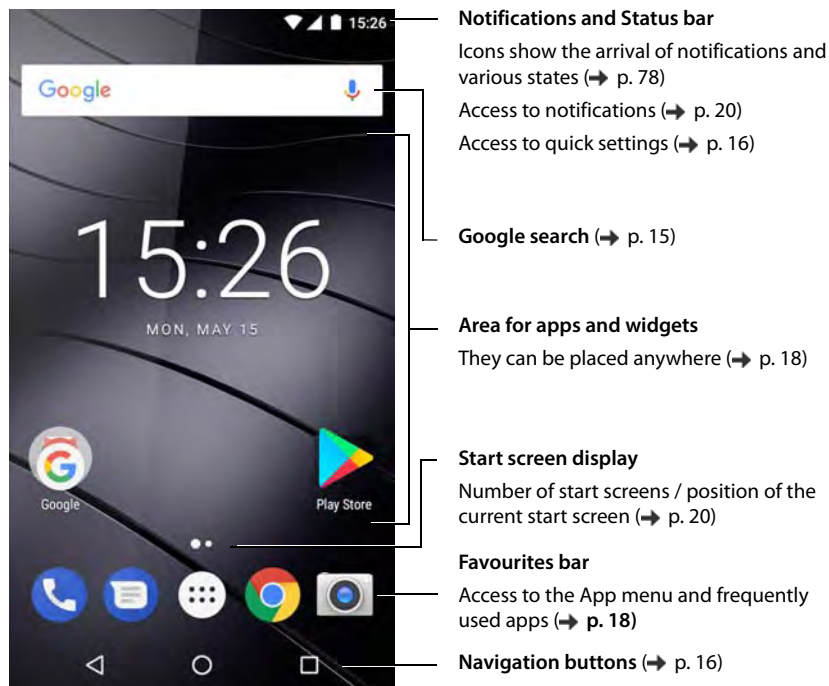 15:26
Notifications and Status bar
Icons show the arrival of notifications and
various states (➜ p. 78)
Access to notifications (➜ p. 20)
Access to quick settings (➜ p. 16)
Google
Google search (➜ p. 15)
15:26
MON, MAY 15
Area for apps and widgets
They can be placed anywhere (➜ p. 18)
Google
Play Store
Start screen display
Number of start screens / position of the
current start screen (➜ p. 20)
Favourites bar
Access to the App menu and frequently
used apps (➜ p. 18)
Navigation buttons (➜ p. 16)